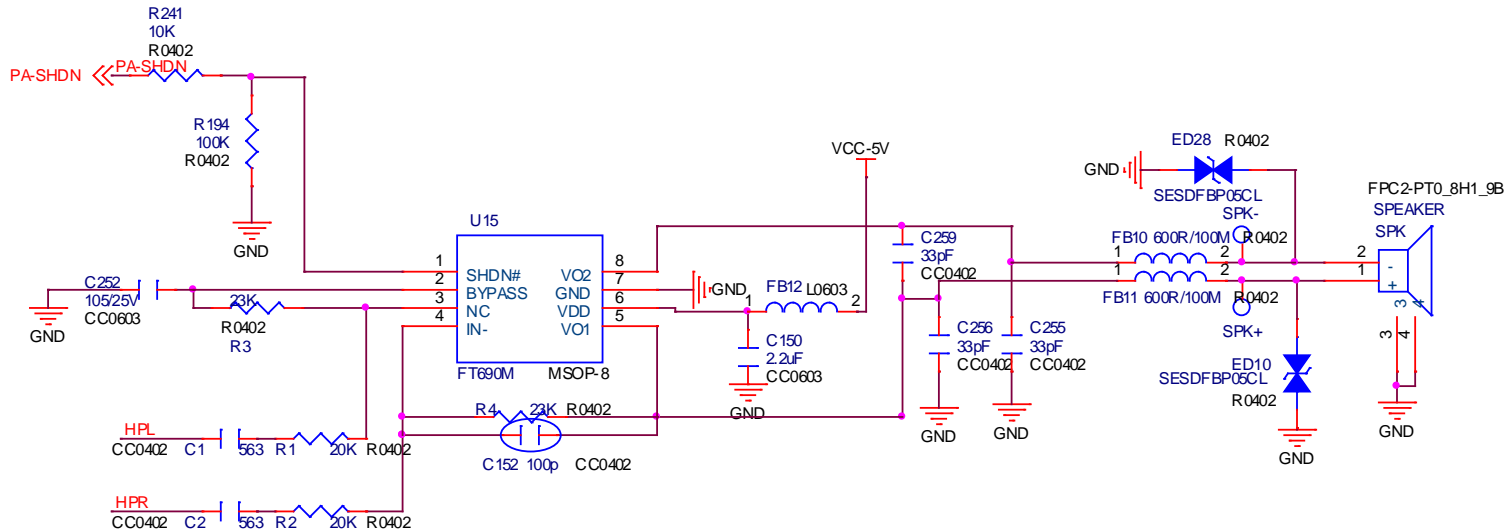 R241
10K
R0402
PA-SHDN
PA-SHDN
R194
100K
R0402
GND
VCC-5V
ED28 R0402
GND
SESDFBP05CL
SPK-
FPC2-PT0_8H1_9B
SPEAKER
SPK
U15
1 SHDN# VO2 8
2 BYPASS GND 7
3 NC VDD 6
4 IN- VO1 5
FT690M MSOP-8
GND
C252
105/25V
CC0603
GND
23K
R0402
R3
1 FB12 L0603 2
C150
2.2uF
CC0603
GND
C259
33pF
CC0402
1 FB10 600R/100M 2 R0402
1 FB11 600R/100M 2 R0402
SPK+
2 -
1 +
3
4
3
4
GND
C256
33pF
CC0402
GND
C255
33pF
CC0402
GND
ED10
SESDFBP05CL
R0402
GND
R4 23K R0402
C152 100p CC0402
HPL
CC0402 C1 563 R1 20K R0402
HPR
CC0402 C2 563 R2 20K R0402